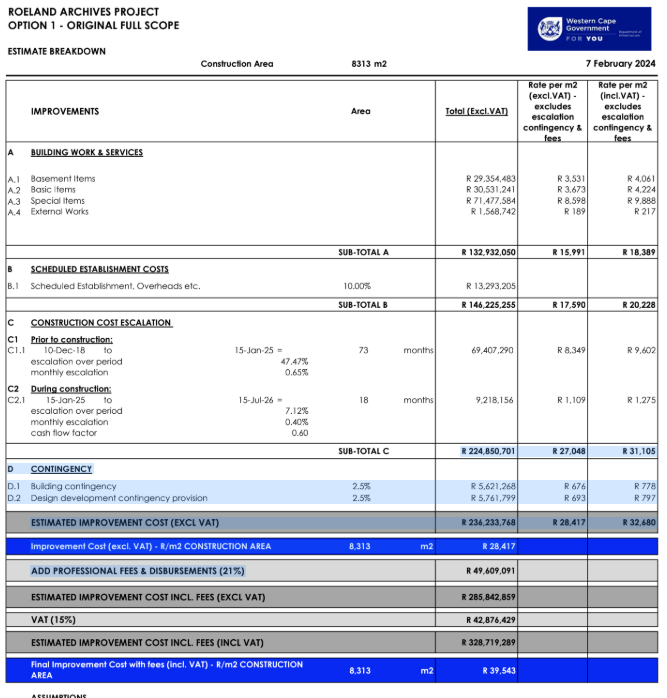 ROELAND ARCHIVES PROJECT
OPTION 1 - ORIGINAL FULL SCOPE
Western Cape
Government
FOR YOU
ESTIMATE BREAKDOWN
Construction Area 8313 m2 7 February 2024
IMPROVEMENTS Area Total (Excl.VAT) Rate per m2 (excl.VAT) - excludes escalation contingency & fees Rate per m2 (incl.VAT) - excludes escalation contingency & fees
A BUILDING WORK & SERVICES
A.1 Basement Items R 29,354,483 R 3,531 R 4,061
A.2 Basic Items R 30,531,241 R 3,673 R 4,224
A.3 Special Items R 71,477,584 R 8,598 R 9,888
A.4 External Works R 1,568,742 R 189 R 217
SUB-TOTAL A R 132,932,050 R 15,991 R 18,389
B SCHEDULED ESTABLISHMENT COSTS
B.1 Scheduled Establishment, Overheads etc. 10.00% R 13,293,205
SUB-TOTAL B R 146,225,255 R 17,590 R 20,228
C CONSTRUCTION COST ESCALATION
C1 Prior to construction:
C1.1 10-Dec-18 to 15-Jan-25 = 73 months 69,407,290 R 8,349 R 9,602
escalation over period 47.47%
monthly escalation 0.65%
C2 During construction:
C2.1 15-Jan-25 to 15-Jul-26 = 18 months 9,218,156 R 1,109 R 1,275
escalation over period 7.12%
monthly escalation 0.40%
cash flow factor 0.60
SUB-TOTAL C R 224,850,701 R 27,048 R 31,105
D CONTINGENCY
D.1 Building contingency 2.5% R 5,621,268 R 676 R 778
D.2 Design development contingency provision 2.5% R 5,761,799 R 693 R 797
ESTIMATED IMPROVEMENT COST (EXCL VAT) R 236,233,768 R 28,417 R 32,680
Improvement Cost (excl. VAT) - R/m2 CONSTRUCTION AREA 8,313 m2 R 28,417
ADD PROFESSIONAL FEES & DISBURSEMENTS (21%) R 49,609,091
ESTIMATED IMPROVEMENT COST INCL. FEES (EXCL VAT) R 285,842,859
VAT (15%) R 42,876,429
ESTIMATED IMPROVEMENT COST INCL. FEES (INCL VAT) R 328,719,289
Final Improvement Cost with fees (incl. VAT) - R/m2 CONSTRUCTION
AREA 8,313 m2 R 39,543
ASSUMPTIONS